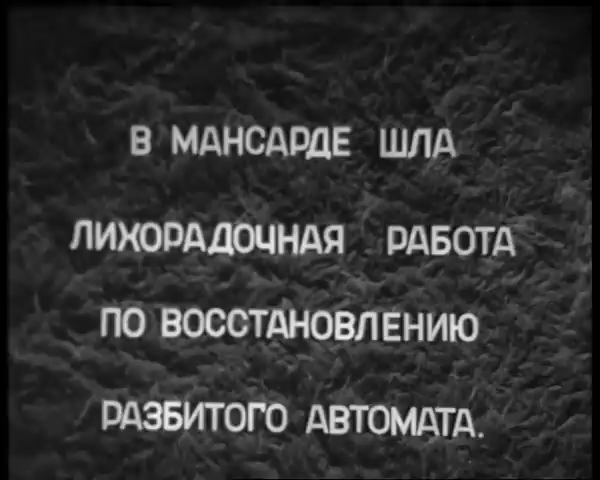 В МАНСАРДЕ ШЛА
ЛИХОРАДОЧНАЯ РАБОТА
ПО ВОССТАНОВЛЕНИЮ
РАЗБИТОГО АВТОМАТА.